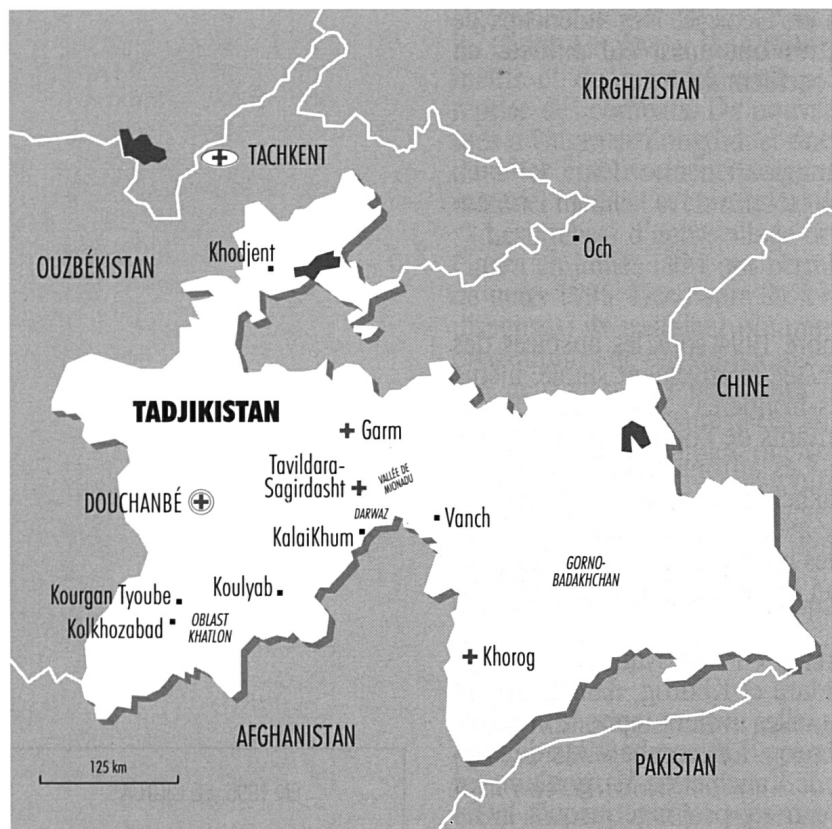 KIRGHIZISTAN
TACHKENT
Och
Khodjent
OUZBÉKISTAN
CHINE
TADJIKISTAN
Garm
Tavildara-
Sagirdasht
VALLÉE DE
MIONADU
DOUCHANBÉ
DARWAZ
Vanch
KalaiKhum
GORNO-
BADAKHCHAN
Koulyab
Kourgan Tyoube
OBLAST
KHATLON
Kolkhozabad
Khorog
AFGHANISTAN
PAKISTAN
125 km